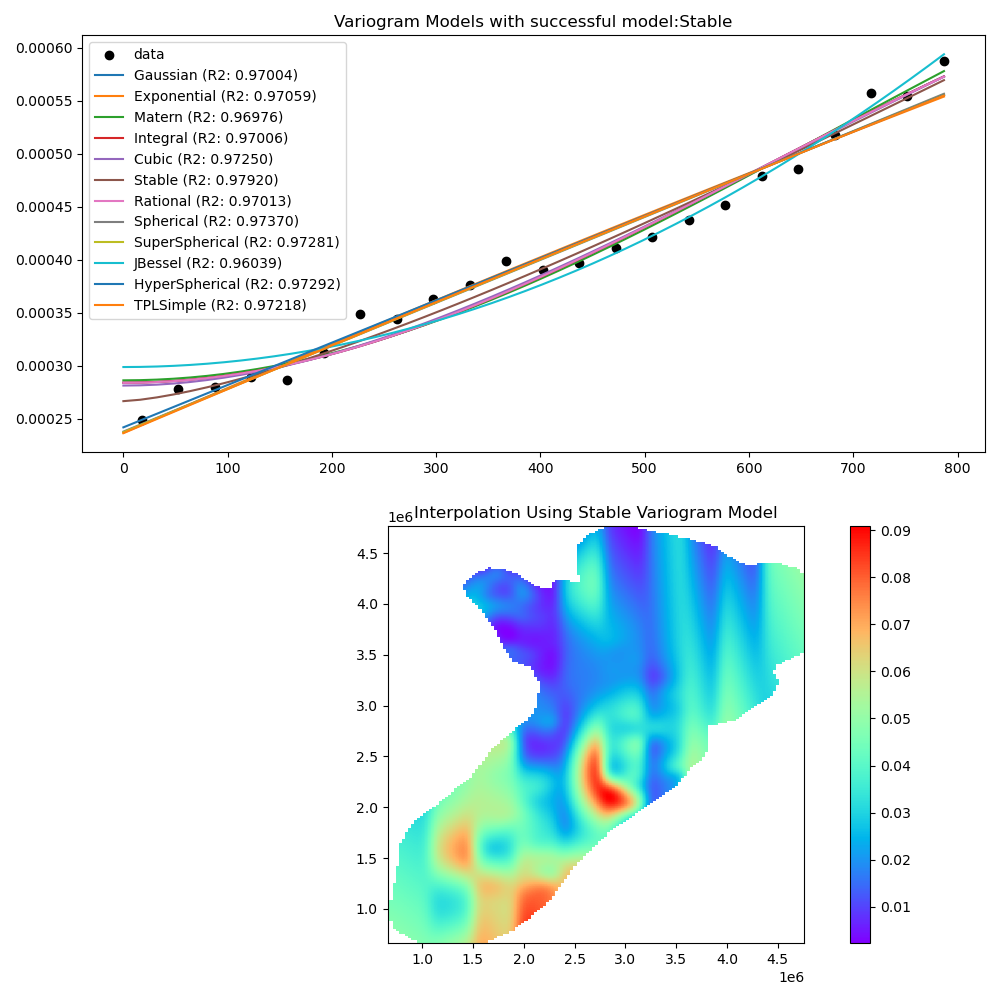 Variogram Models with successful model:Stable
0.00060
0.00055
0.00050
0.00045
0.00040
0.00035
0.00030
0.00025
data
Gaussian (R2: 0.97004)
Exponential (R2: 0.97059)
Matern (R2: 0.96976)
Integral (R2: 0.97006)
Cubic (R2: 0.97250)
Stable (R2: 0.97920)
Rational (R2: 0.97013)
Spherical (R2: 0.97370)
SuperSpherical (R2: 0.97281)
JBessel (R2: 0.96039)
HyperSpherical (R2: 0.97292)
TPLSimple (R2: 0.97218)
0 100 200 300 400 500 600 700 800
Interpolation Using Stable Variogram Model
1e6
4.5
4.0
3.5
3.0
2.5
2.0
1.5
1.0
1.0 1.5 2.0 2.5 3.0 3.5 4.0 4.5
1e6
0.09
0.08
0.07
0.06
0.05
0.04
0.03
0.02
0.01